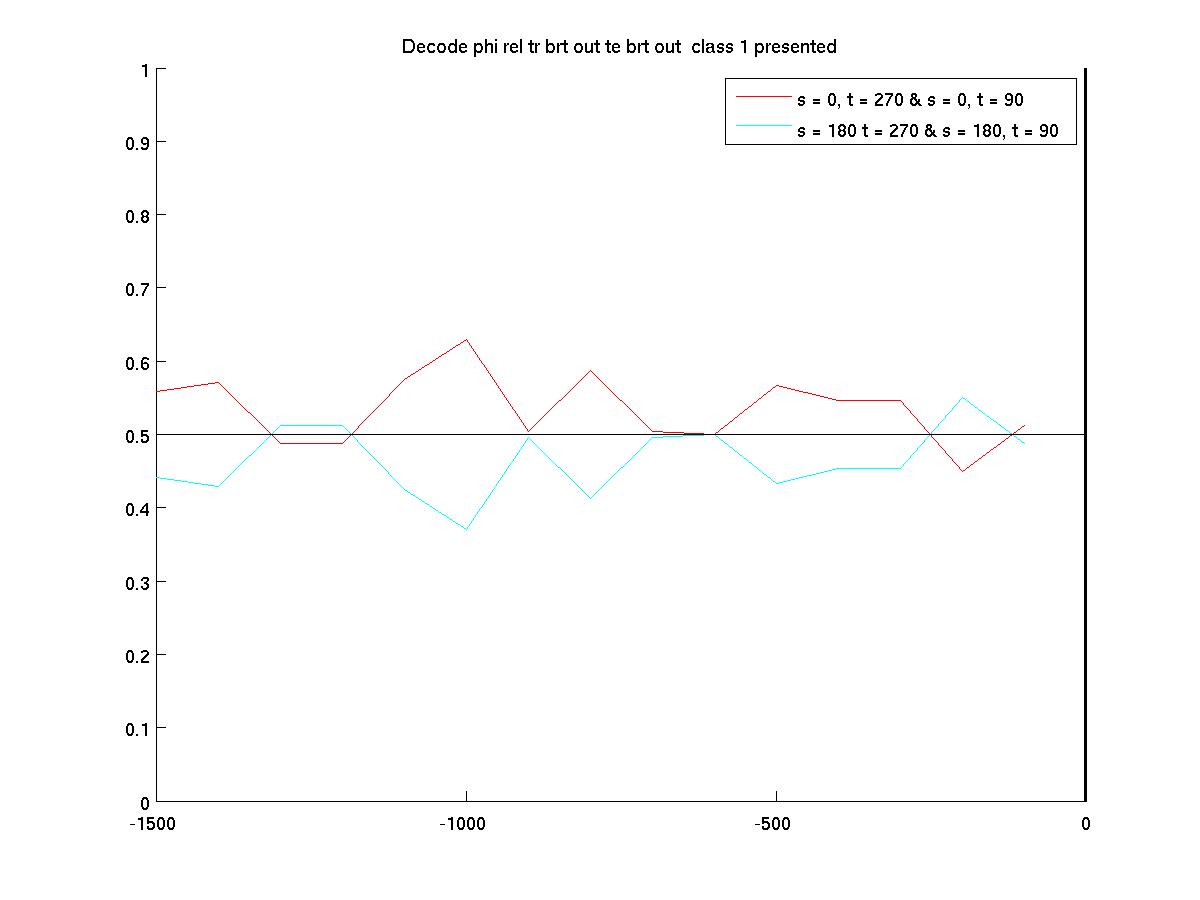 Decode phi rel tr brt out te brt out  class 1 presented
s = 0, t = 270 & s = 0, t = 90
s = 180 t = 270 & s = 180, t = 90
1
0.9
0.8
0.7
0.6
0.5
0.4
0.3
0.2
0.1
0
-1500 -1000 -500 0